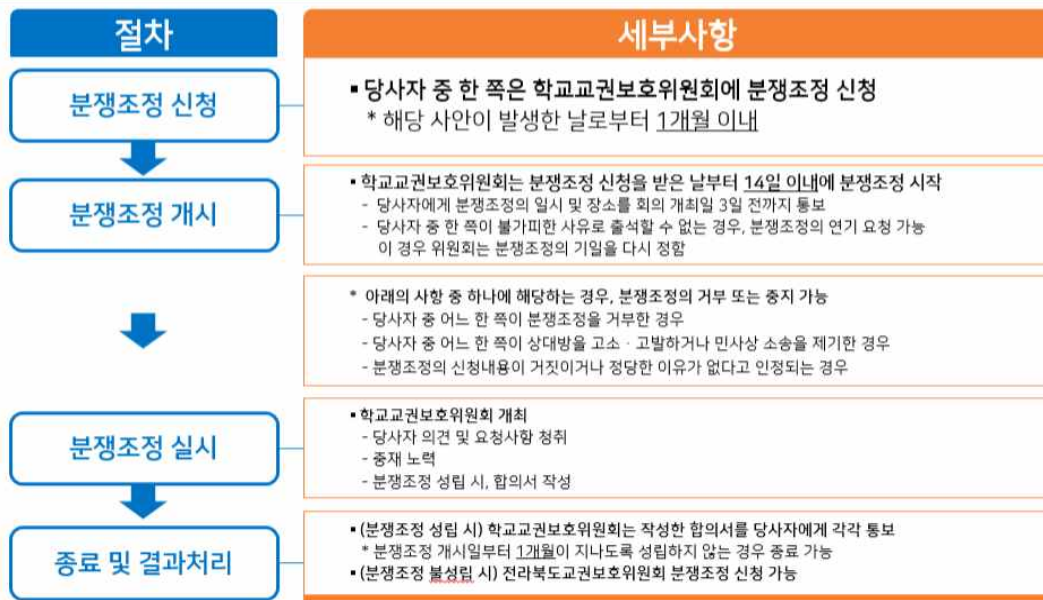 절차
세부사항
분쟁조정 신청
▪ 당사자 중 한 쪽은 학교교권보호위원회에 분쟁조정 신청
* 해당 사안이 발생한 날로부터 1개월 이내
분쟁조정 개시
▪ 학교교권보호위원회는 분쟁조정 신청을 받은 날부터 14일 이내에 분쟁조정 시작
- 당사자에게 분쟁조정의 일시 및 장소를 회의 개최일 3일 전까지 통보
- 당사자 중 한 쪽이 불가피한 사유로 출석할 수 없는 경우, 분쟁조정의 연기 요청 가능
이 경우 위원회는 분쟁조정의 기일을 다시 정함
* 아래의 사항 중 하나에 해당하는 경우, 분쟁조정의 거부 또는 중지 가능
- 당사자 중 어느 한 쪽이 분쟁조정을 거부한 경우
- 당사자 중 어느 한 쪽이 상대방을 고소 · 고발하거나 민사상 소송을 제기한 경우
- 분쟁조정의 신청내용이 거짓이거나 정당한 이유가 없다고 인정되는 경우
분쟁조정 실시
▪ 학교교권보호위원회 개최
- 당사자 의견 및 요청사항 청취
- 중재 노력
- 분쟁조정 성립 시, 합의서 작성
종료 및 결과처리
▪ (분쟁조정 성립 시) 학교교권보호위원회는 작성한 합의서를 당사자에게 각각 통보
* 분쟁조정 개시일부터 1개월이 지나도록 성립하지 않는 경우 종료 가능
▪ (분쟁조정 불성립 시) 전라북도교권보호위원회 분쟁조정 신청 가능